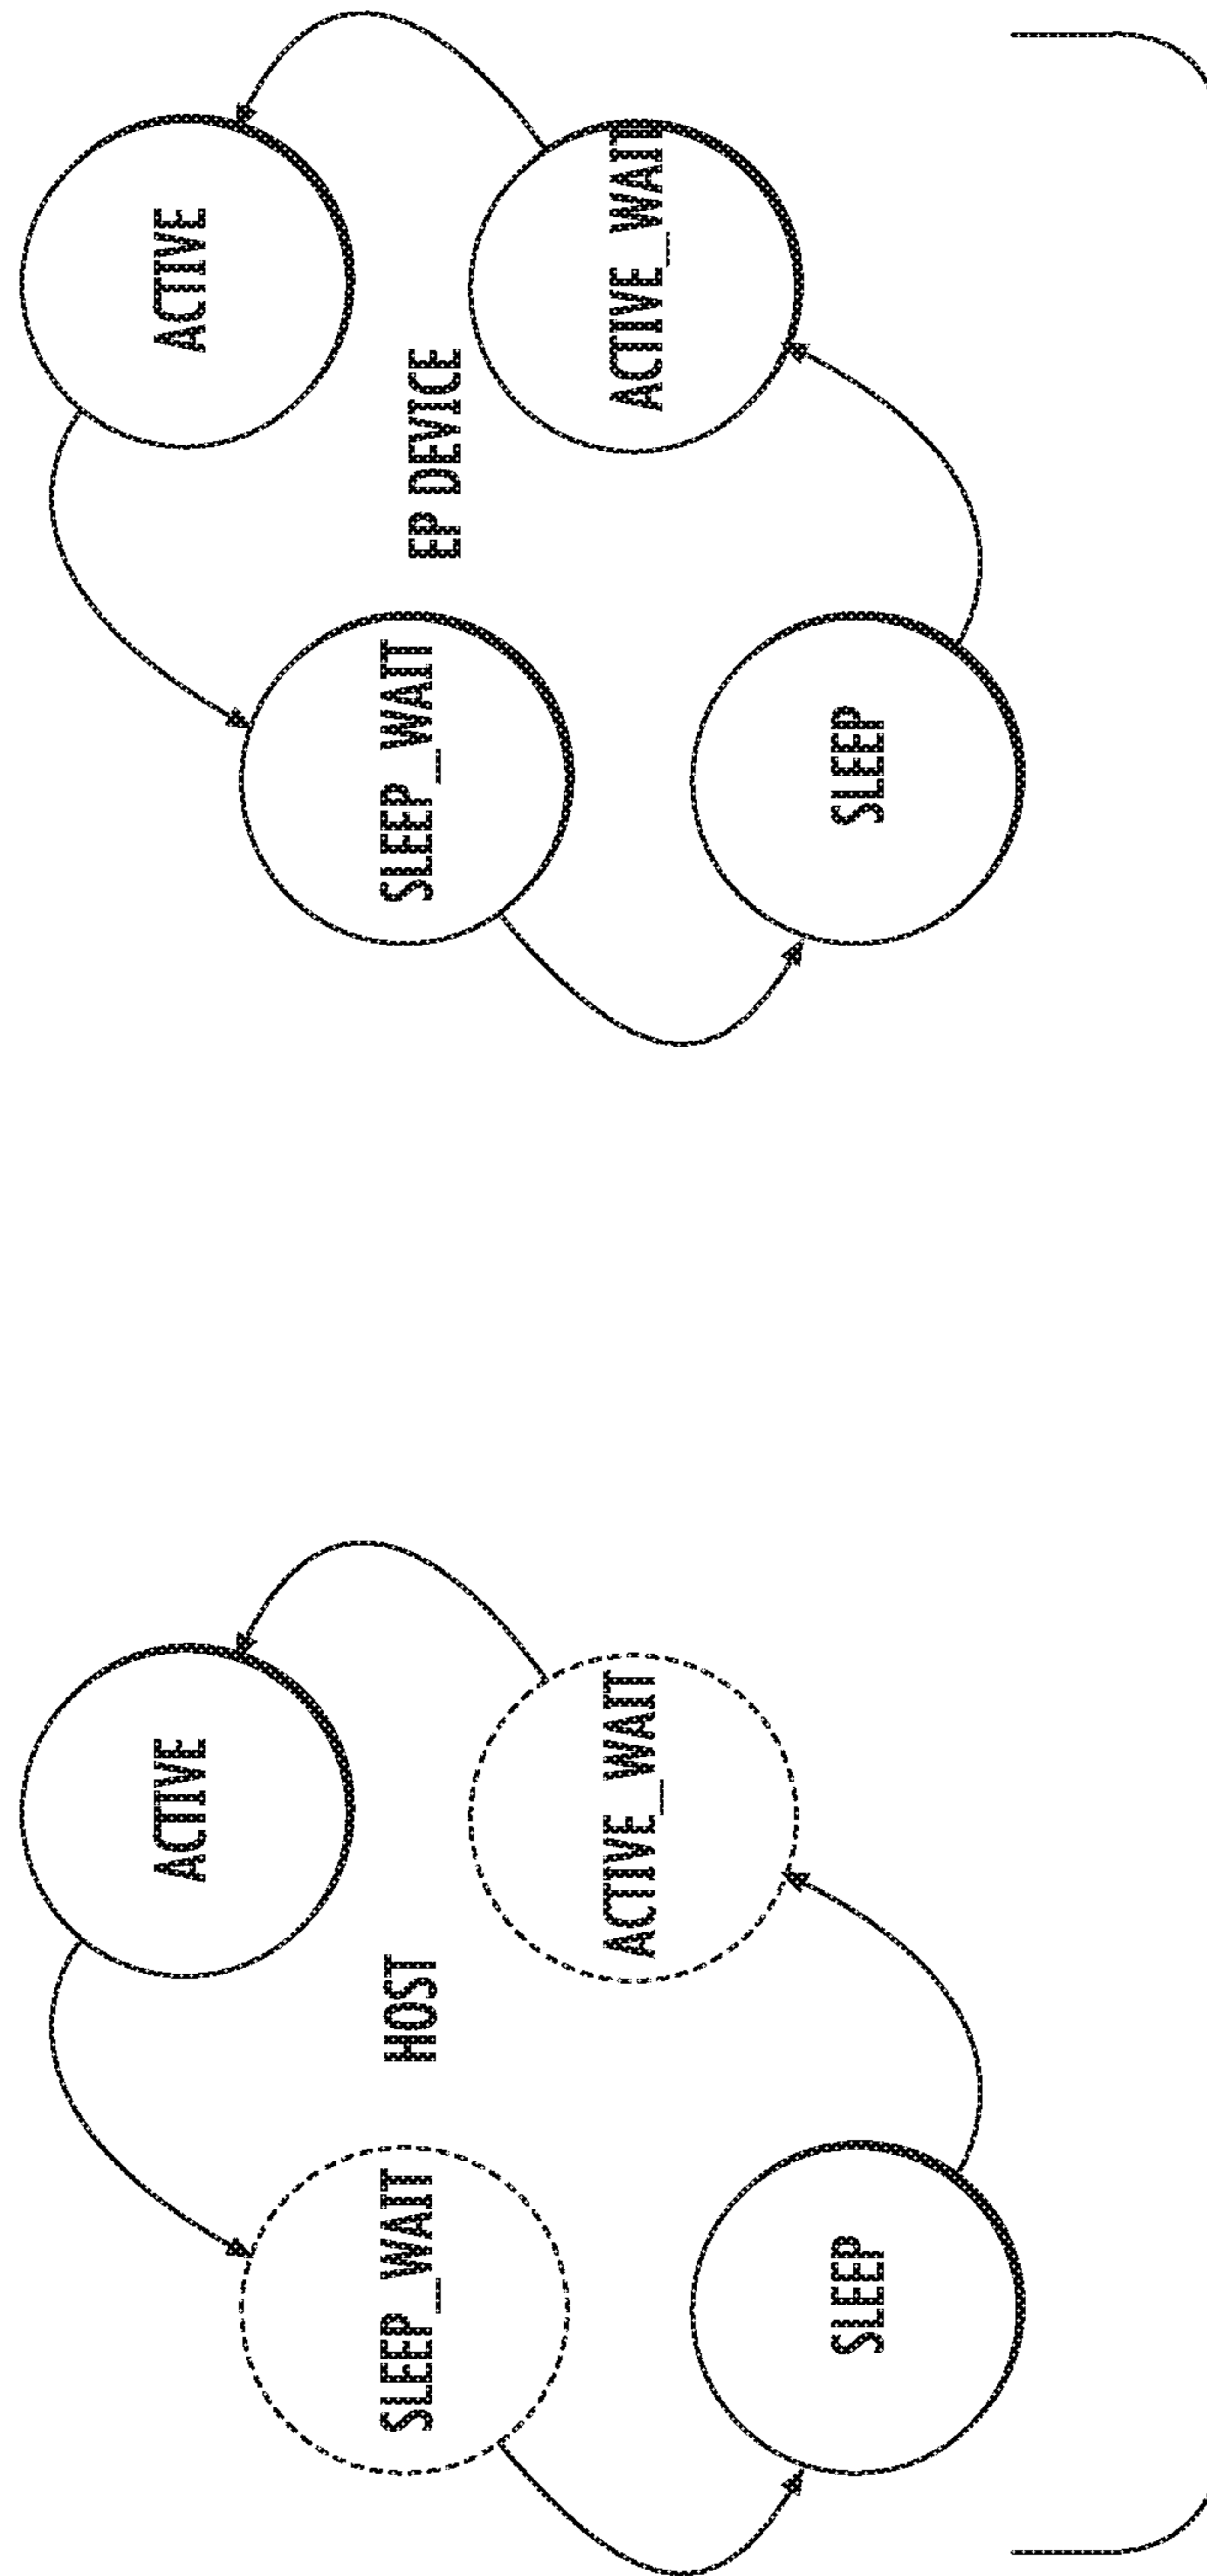 ACTIVE
SLEEP_WAIT
HOST
ACTIVE_WAIT
SLEEP
ACTIVE
SLEEP_WAIT
EP DEVICE
ACTIVE_WAIT
SLEEP